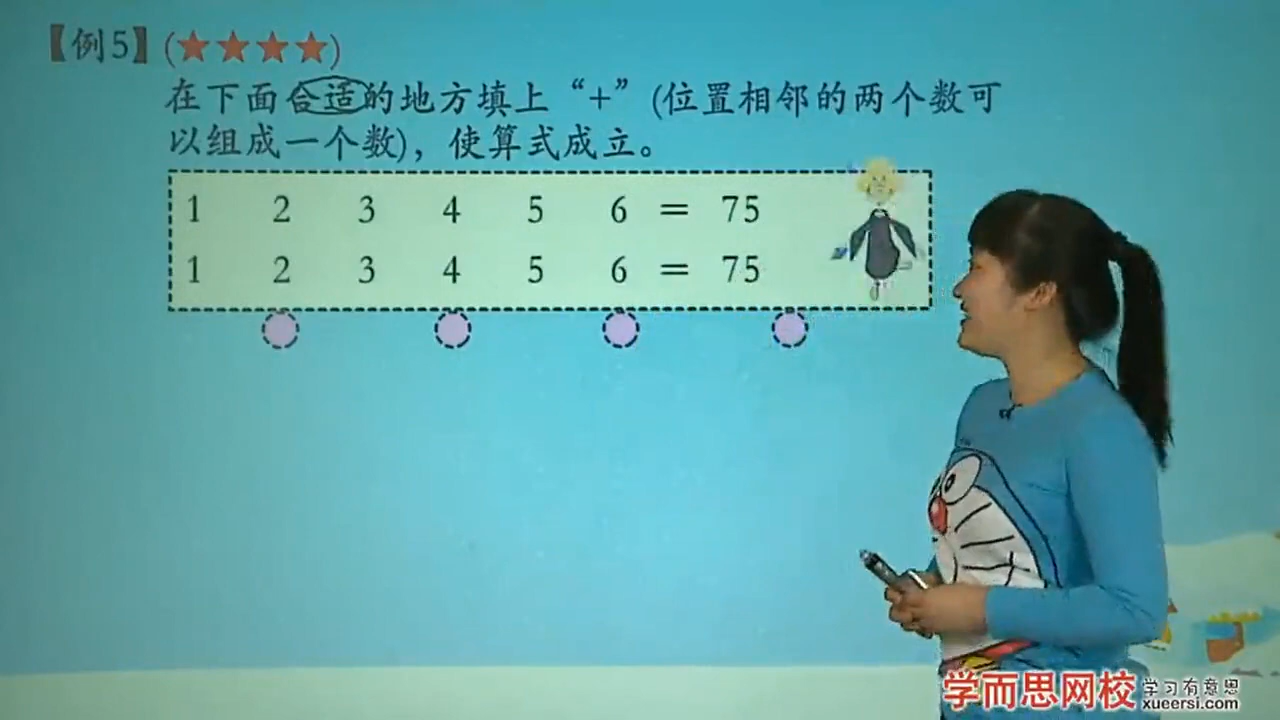 【例5】(★★★★)
在下面合适的地方填上“+”(位置相邻的两个数可
以组成一个数)，使算式成立。
1 2 3 4 5 6 = 75
1 2 3 4 5 6 = 75
学而思网校 学习有意思
xueersi.com